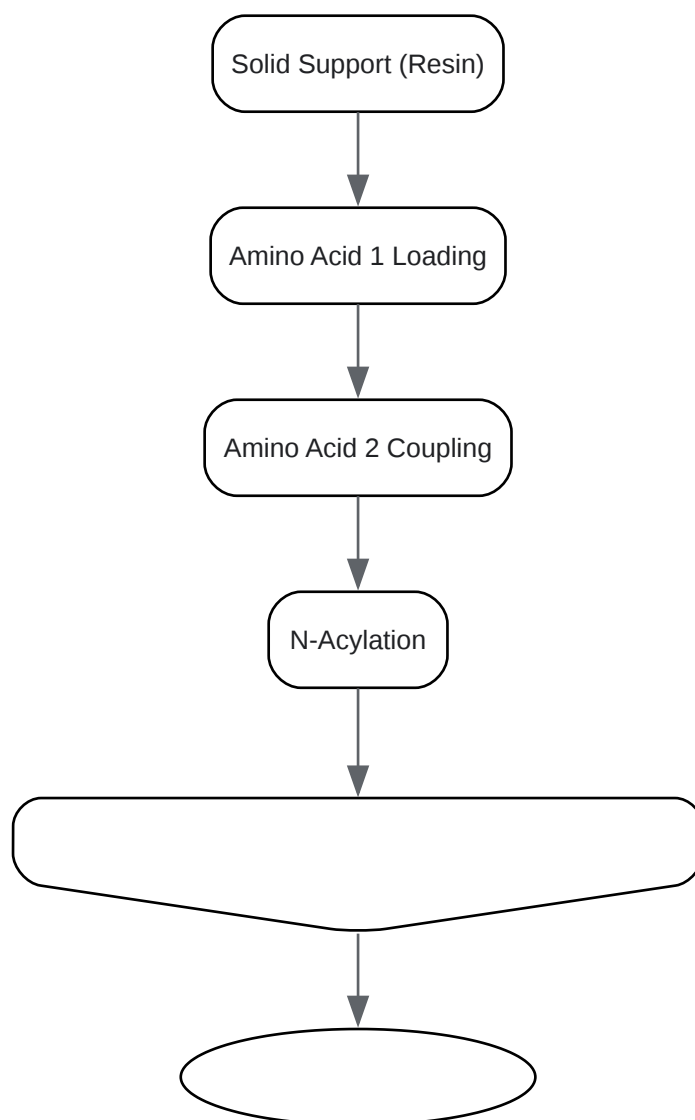 Solid Support (Resin)
Amino Acid 1 Loading
Amino Acid 2 Coupling
N-Acylation